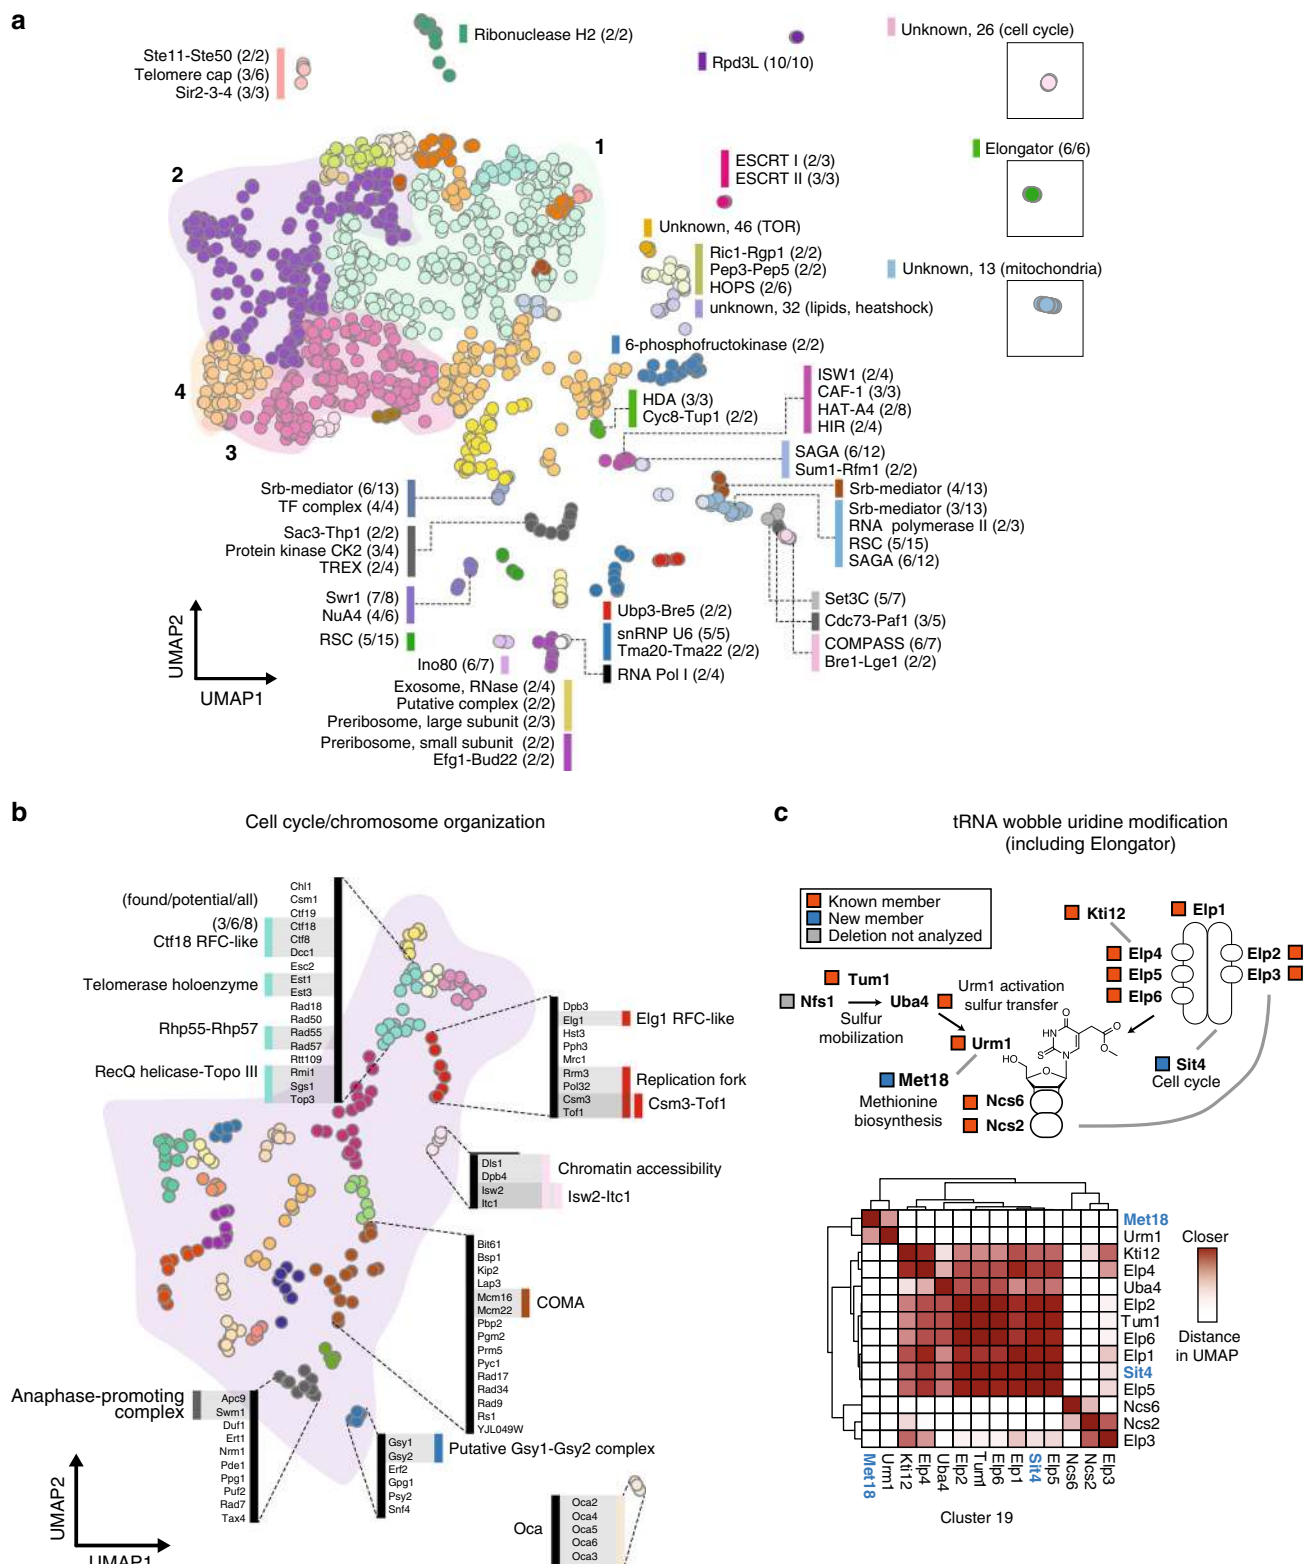 a
Ribonuclease H2 (2/2)
Ste11-Ste50 (2/2)
Telomere cap (3/6)
Sir2-3-4 (3/3)
Rpd3L (10/10)
Unknown, 26 (cell cycle)
Elongator (6/6)
Unknown, 13 (mitochondria)
1
2
3
4
ESCRT I (2/3)
ESCRT II (3/3)
Unknown, 46 (TOR)
Ric1-Rgp1 (2/2)
Pep3-Pep5 (2/2)
HOPS (2/6)
unknown, 32 (lipids, heatshock)
6-phosphofructokinase (2/2)
HDA (3/3)
Cyc8-Tup1 (2/2)
ISW1 (2/4)
CAF-1 (3/3)
HAT-A4 (2/8)
HIR (2/4)
SAGA (6/12)
Sum1-Rfm1 (2/2)
Srb-mediator (4/13)
Srb-mediator (3/13)
RNA polymerase II (2/3)
RSC (5/15)
SAGA (6/12)
Set3C (5/7)
Cdc73-Paf1 (3/5)
COMPASS (6/7)
Bre1-Lge1 (2/2)
Srb-mediator (6/13)
TF complex (4/4)
Sac3-Thp1 (2/2)
Protein kinase CK2 (3/4)
TREX (2/4)
Swr1 (7/8)
NuA4 (4/6)
RSC (5/15)
Ino80 (6/7)
Ubp3-Bre5 (2/2)
snRNP U6 (5/5)
Tma20-Tma22 (2/2)
RNA Pol I (2/4)
Exosome, RNase (2/4)
Putative complex (2/2)
Preribosome, large subunit (2/3)
Preribosome, small subunit (2/2)
Efg1-Bud22 (2/2)
UMAP2
UMAP1
b
Cell cycle/chromosome organization
(found/potential/all)
(3/6/8)
Ctf18 RFC-like
Telomerase holoenzyme
Rhp55-Rhp57
RecQ helicase-Topo III
Chl1
Csm1
Ctf19
Ctf18
Ctf8
Dcc1
Esc2
Est1
Est3
Rad18
Rad50
Rad55
Rad57
Rtt109
Rmi1
Sgs1
Top3
Dpb3
Elg1
Hst3
Pph3
Mrc1
Rrm3
Pol32
Csm3
Tof1
Elg1 RFC-like
Replication fork
Csm3-Tof1
Dls1
Dpb4
Isw2
Itc1
Chromatin accessibility
Isw2-Itc1
Bit61
Bsp1
Kip2
Lap3
Mcm16
Mcm22
Pbp2
Pgm2
Prm5
Pyc1
Rad17
Rad34
Rad9
Rs1
YJL049W
COMA
Anaphase-promoting
complex
Apc9
Swm1
Duf1
Ert1
Nrm1
Pde1
Ppg1
Puf2
Rad7
Tax4
Gsy1
Gsy2
Erf2
Gpg1
Psy2
Snf4
Putative Gsy1-Gsy2 complex
Oca
Oca2
Oca4
Oca5
Oca6
Oca3
UMAP2
UMAP1
c
tRNA wobble uridine modification
(including Elongator)
Known member
New member
Deletion not analyzed
Kti12
Elp1
Elp4
Elp5
Elp6
Elp2
Elp3
Tum1
Nfs1
Uba4
Sulfur
mobilization
Urm1 activation
sulfur transfer
Urm1
Met18
Methionine
biosynthesis
Ncs6
Ncs2
Sit4
Cell cycle
O
HN
N
S
O
O
O
HO
Met18
Urm1
Kti12
Elp4
Uba4
Elp2
Tum1
Elp6
Elp1
Sit4
Elp5
Ncs6
Ncs2
Elp3
Closer
Distance
in UMAP
Met18
Urm1
Kti12
Elp4
Uba4
Elp2
Tum1
Elp6
Elp1
Sit4
Elp5
Ncs6
Ncs2
Elp3
Cluster 19